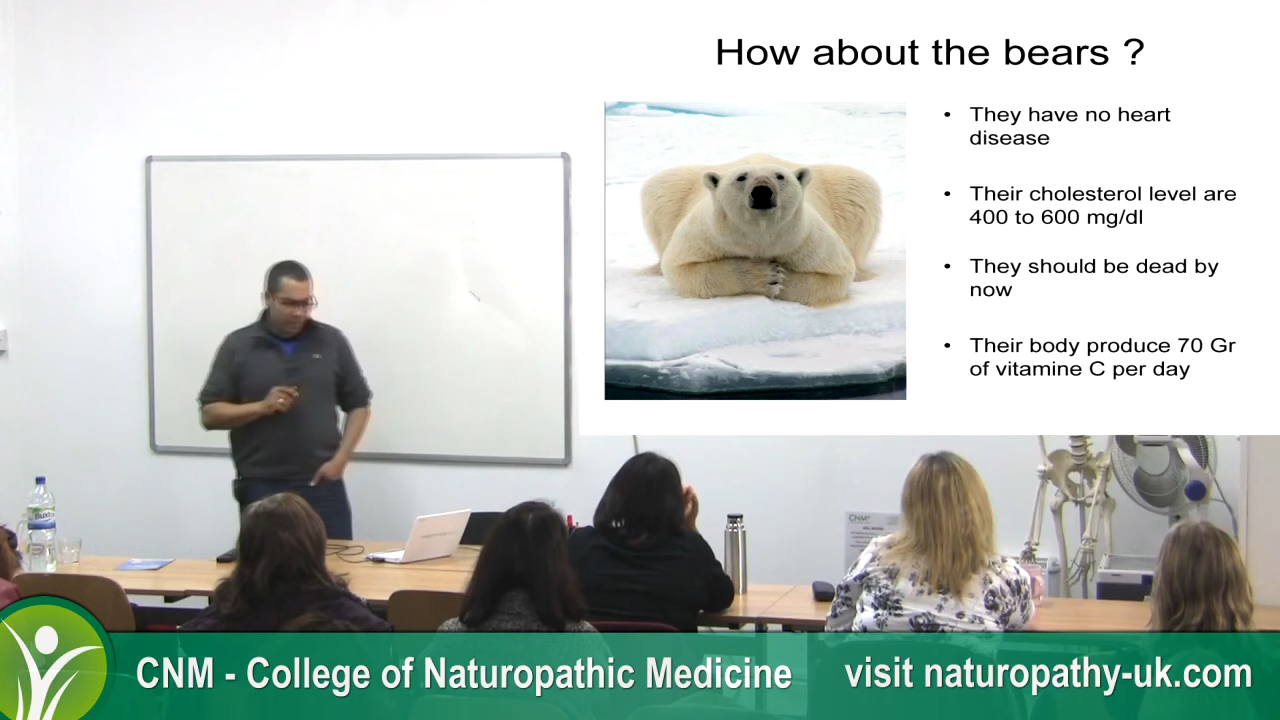 How about the bears ?
• They have no heart
disease
• Their cholesterol level are
400 to 600 mg/dl
• They should be dead by
now
• Their body produce 70 Gr
of vitamine C per day
CNM
CNM - College of Naturopathic Medicine
visit naturopathy-uk.com